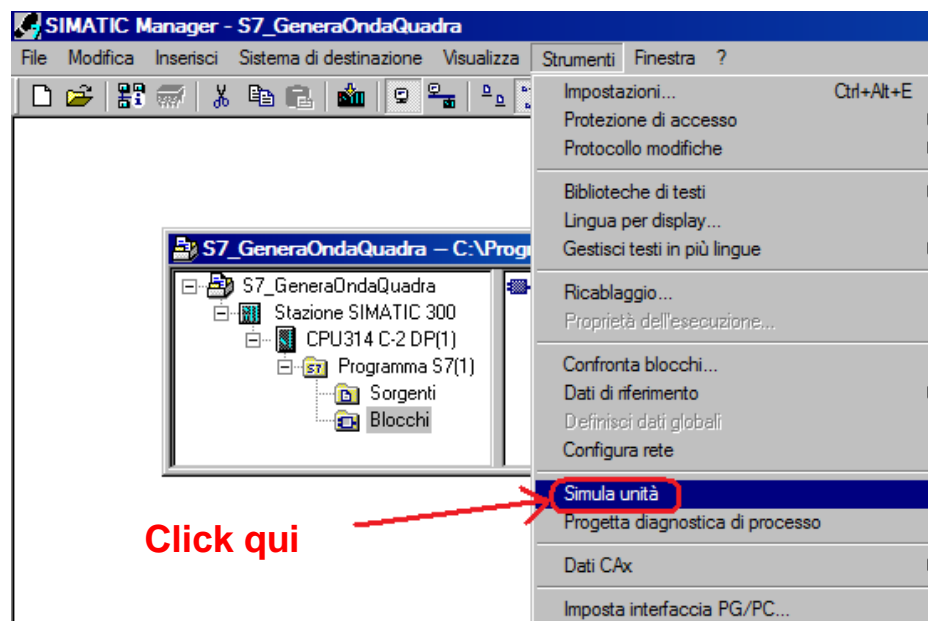 SIMATIC Manager - S7_GeneraOndaQuadra
File Modifica Inserisci Sistema di destinazione Visualizza Strumenti Finestra ?
Impostazioni... Ctrl+Alt+E
Protezione di accesso
Protocollo modifiche
Biblioteche di testi
Lingua per display...
Gestisci testi in più lingue
Ricablaggio...
Proprietà dell'esecuzione...
Confronta blocchi...
Dati di riferimento
Definisci dati globali
Configura rete
Simula unità
Progetta diagnostica di processo
Dati CAx
Imposta interfaccia PG/PC...
S7_GeneraOndaQuadra – C:\Progr
S7_GeneraOndaQuadra
Stazione SIMATIC 300
CPU314 C-2 DP(1)
Programma S7(1)
Sorgenti
Blocchi
Click qui